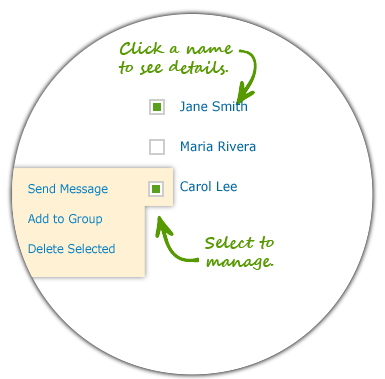 Click a name
to see details.
Jane Smith
Maria Rivera
Carol Lee
Send Message
Add to Group
Delete Selected
Select to
manage.